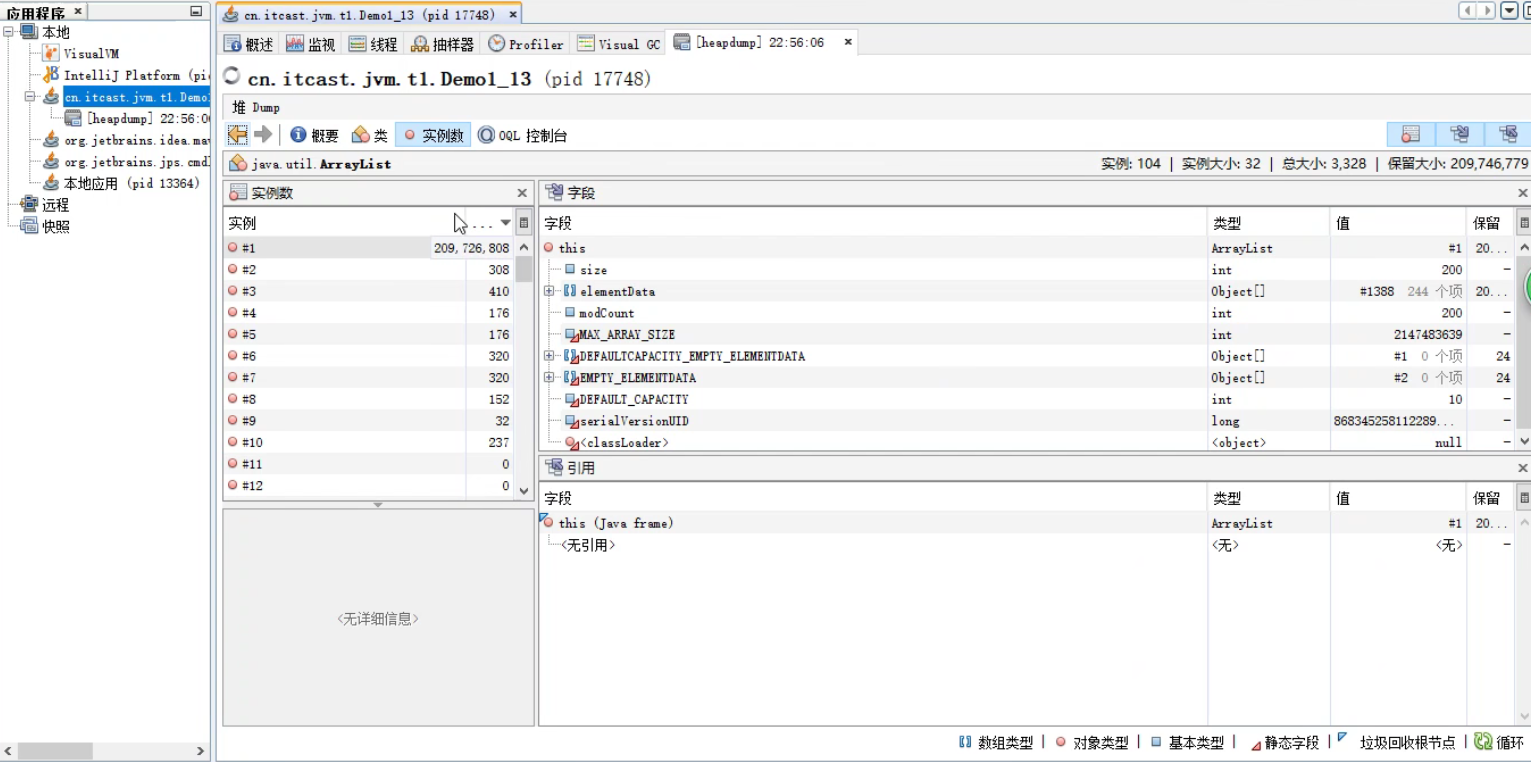 应用程序 ×
本地
VisualVM
IntelliJ Platform (pi
cn.itcast.jvm.t1.Demo
[heapdump] 22:56:0
org.jetbrains.idea.ma
org.jetbrains.jps.cmd
本地应用 (pid 13364)
远程
快照
cn.itcast.jvm.t1.Demo1_13 (pid 17748) ×
概述 监视 线程 抽样器 Profiler Visual GC [heapdump] 22:56:06 ×
cn.itcast.jvm.t1.Demo1_13 (pid 17748)
堆 Dump
概要 类 实例数 OQL 控制台
java.util.ArrayList 实例: 104 | 实例大小: 32 | 总大小: 3,328 | 保留大小: 209,746,779
实例数 ×
实例 ...
#1 209,726,808
#2 308
#3 410
#4 176
#5 176
#6 320
#7 320
#8 152
#9 32
#10 237
#11 0
#12 0
<无详细信息>
字段 ×
字段 类型 值 保留
this ArrayList #1 20...
size int 200 -
elementData Object[] #1388 244 个项 20...
modCount int 200 -
MAX_ARRAY_SIZE int 2147483639 -
DEFAULTCAPACITY_EMPTY_ELEMENTDATA Object[] #1 0 个项 24
EMPTY_ELEMENTDATA Object[] #2 0 个项 24
DEFAULT_CAPACITY int 10 -
serialVersionUID long 868345258112289... -
<classLoader> <object> null -
引用 ×
字段 类型 值 保留
this (Java frame) ArrayList #1 20...
<无引用> <无> <无> -
数组类型 | 对象类型 | 基本类型 | 静态字段 | 垃圾回收根节点 | 循环